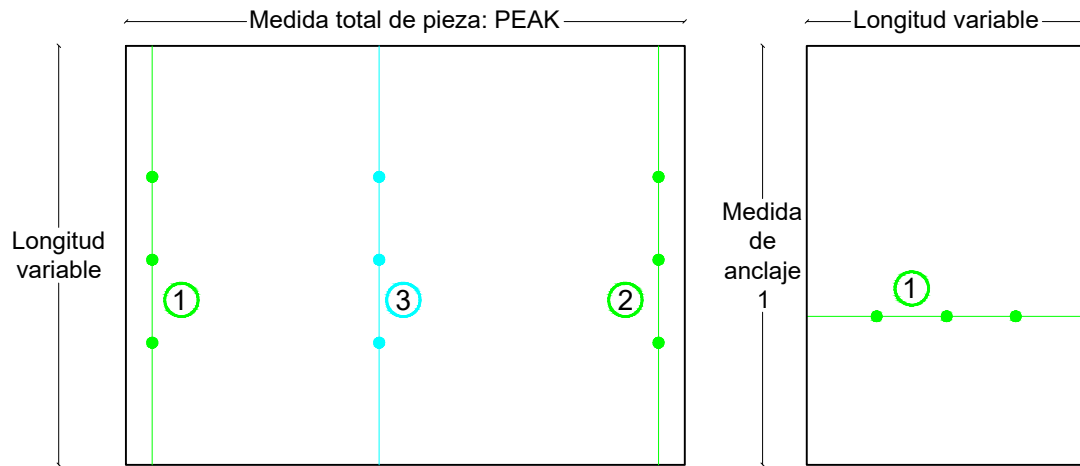 Medida total de pieza: PEAK
Longitud
variable
1
3
2
Longitud variable
Medida
de
anclaje
1
1